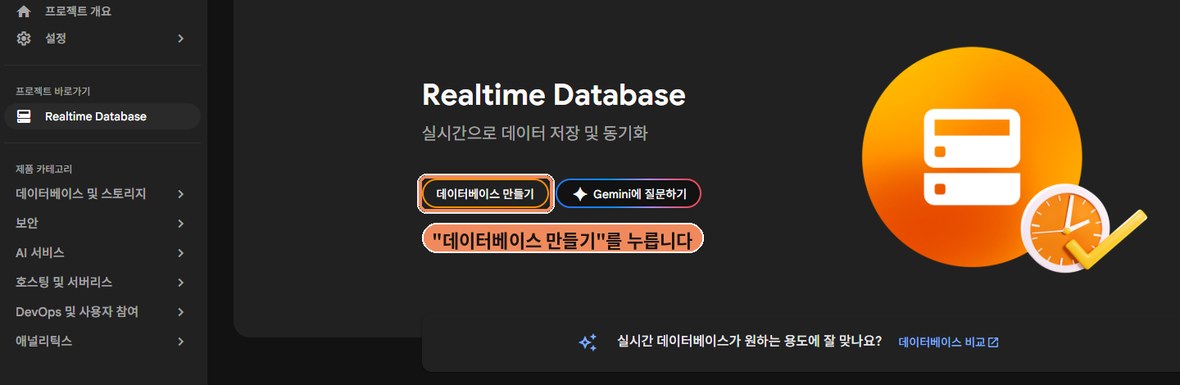 프로젝트 개요
설정
프로젝트 바로가기
Realtime Database
제품 카테고리
데이터베이스 및 스토리지
보안
AI 서비스
호스팅 및 서버리스
DevOps 및 사용자 참여
애널리틱스
Realtime Database
실시간으로 데이터 저장 및 동기화
데이터베이스 만들기
Gemini에 질문하기
"데이터베이스 만들기"를 누릅니다
실시간 데이터베이스가 원하는 용도에 잘 맞나요? 데이터베이스 비교